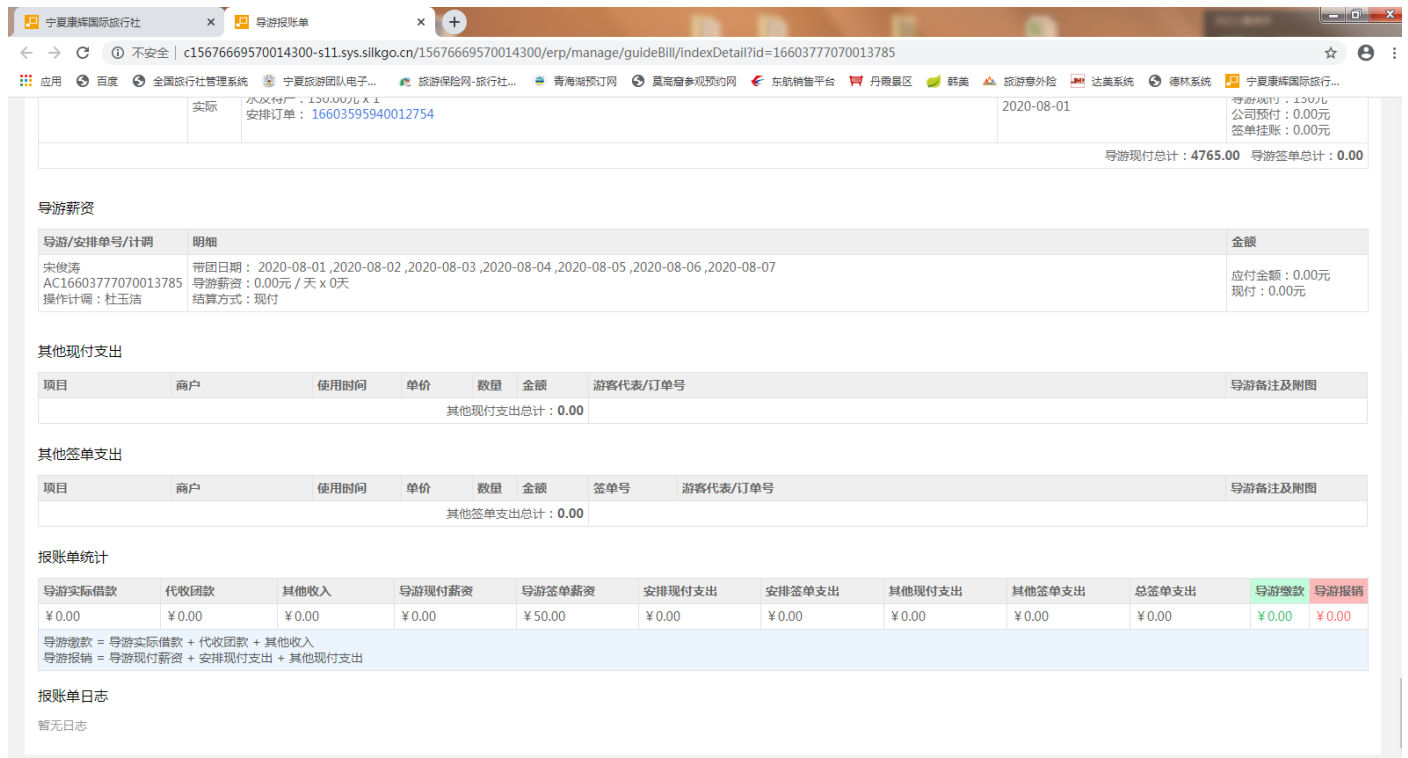 宁夏康辉国际旅行社
导游报账单
不安全 | c15676669570014300-s11.sys.silkgo.cn/15676669570014300/erp/manage/guideBill/indexDetail?id=16603777070013785
应用 百度 全国旅行社管理系统 宁夏旅游团队电子... 旅游保险网-旅行社... 青海湖预订网 莫高窟参观预约网 东航销售平台 丹霞景区 韩美 旅游意外险 达美系统 德林系统 宁夏康辉国际旅行...
实际
水及特产：130.00元 x 1
安排订单： 16603595940012754
2020-08-01
导游现付：130元
公司预付：0.00元
签单挂账：0.00元
导游现付总计：4765.00 导游签单总计：0.00
导游薪资
导游/安排单号/计调 明细 金额
宋俊涛
AC16603777070013785
操作计调：杜玉洁
带团日期： 2020-08-01 ,2020-08-02 ,2020-08-03 ,2020-08-04 ,2020-08-05 ,2020-08-06 ,2020-08-07
导游薪资：0.00元 / 天 x 0天
结算方式：现付
应付金额：0.00元
现付：0.00元
其他现付支出
项目 商户 使用时间 单价 数量 金额 游客代表/订单号 导游备注及附图
其他现付支出总计：0.00
其他签单支出
项目 商户 使用时间 单价 数量 金额 签单号 游客代表/订单号 导游备注及附图
其他签单支出总计：0.00
报账单统计
导游实际借款 代收团款 其他收入 导游现付薪资 导游签单薪资 安排现付支出 安排签单支出 其他现付支出 其他签单支出 总签单支出 导游缴款 导游报销
¥0.00 ¥0.00 ¥0.00 ¥0.00 ¥50.00 ¥0.00 ¥0.00 ¥0.00 ¥0.00 ¥0.00 ¥0.00 ¥0.00
导游缴款 = 导游实际借款 + 代收团款 + 其他收入
导游报销 = 导游现付薪资 + 安排现付支出 + 其他现付支出
报账单日志
暂无日志